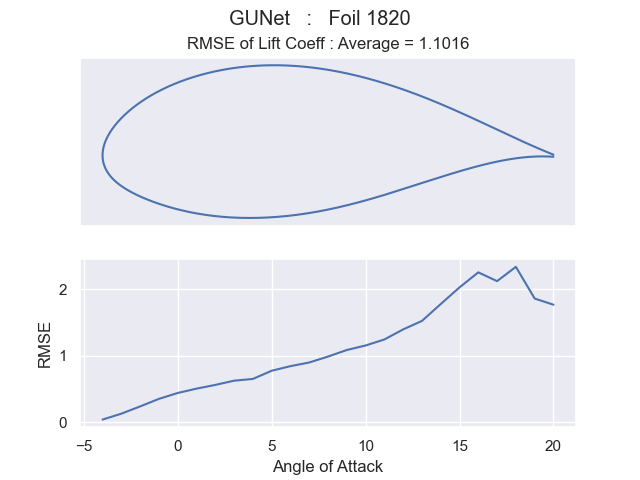 GUNet   :   Foil 1820
RMSE of Lift Coeff : Average = 1.1016
2
1
0
RMSE
−5 0 5 10 15 20
Angle of Attack